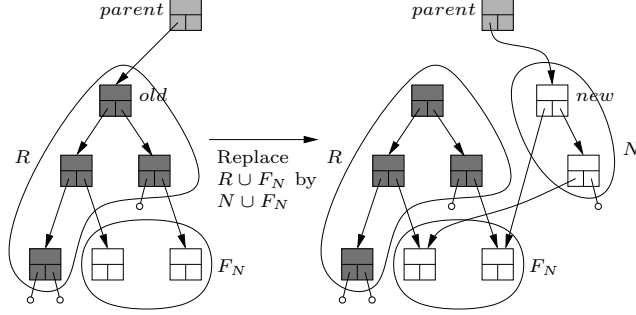 parent
old
R
F_N
Replace
R ∪ F_N by
N ∪ F_N
parent
new
R
N
F_N